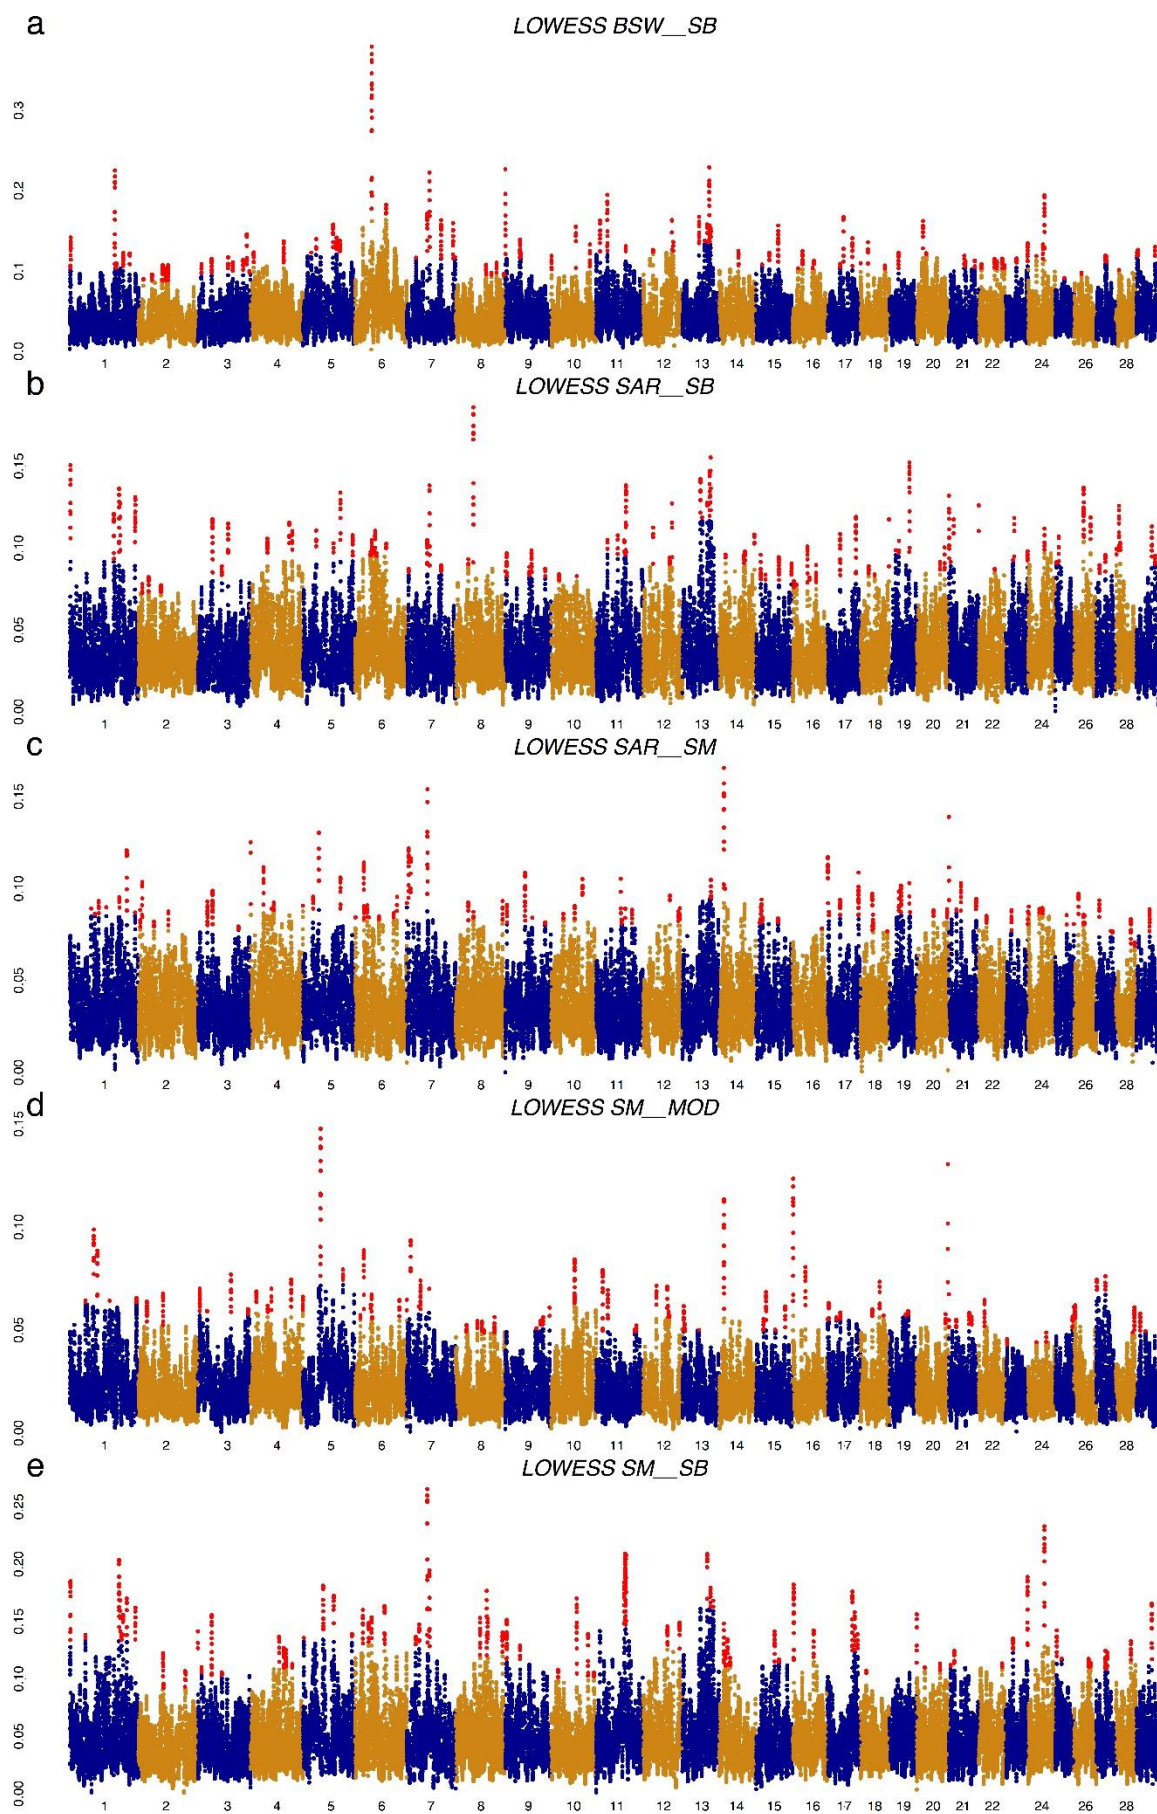 a
LOWESS BSW__SB
0.3
0.2
0.1
0.0
1 2 3 4 5 6 7 8 9 10 11 12 13 14 15 16 17 18 19 20 21 22 24 26 28
b
LOWESS SAR__SB
0.15
0.10
0.05
0.00
1 2 3 4 5 6 7 8 9 10 11 12 13 14 15 16 17 18 19 20 21 22 24 26 28
c
LOWESS SAR__SM
0.15
0.10
0.05
0.00
1 2 3 4 5 6 7 8 9 10 11 12 13 14 15 16 17 18 19 20 21 22 24 26 28
d
LOWESS SM__MOD
0.15
0.10
0.05
0.00
1 2 3 4 5 6 7 8 9 10 11 12 13 14 15 16 17 18 19 20 21 22 24 26 28
e
LOWESS SM__SB
0.25
0.20
0.15
0.10
0.05
0.00
1 2 3 4 5 6 7 8 9 10 11 12 13 14 15 16 17 18 19 20 21 22 24 26 28